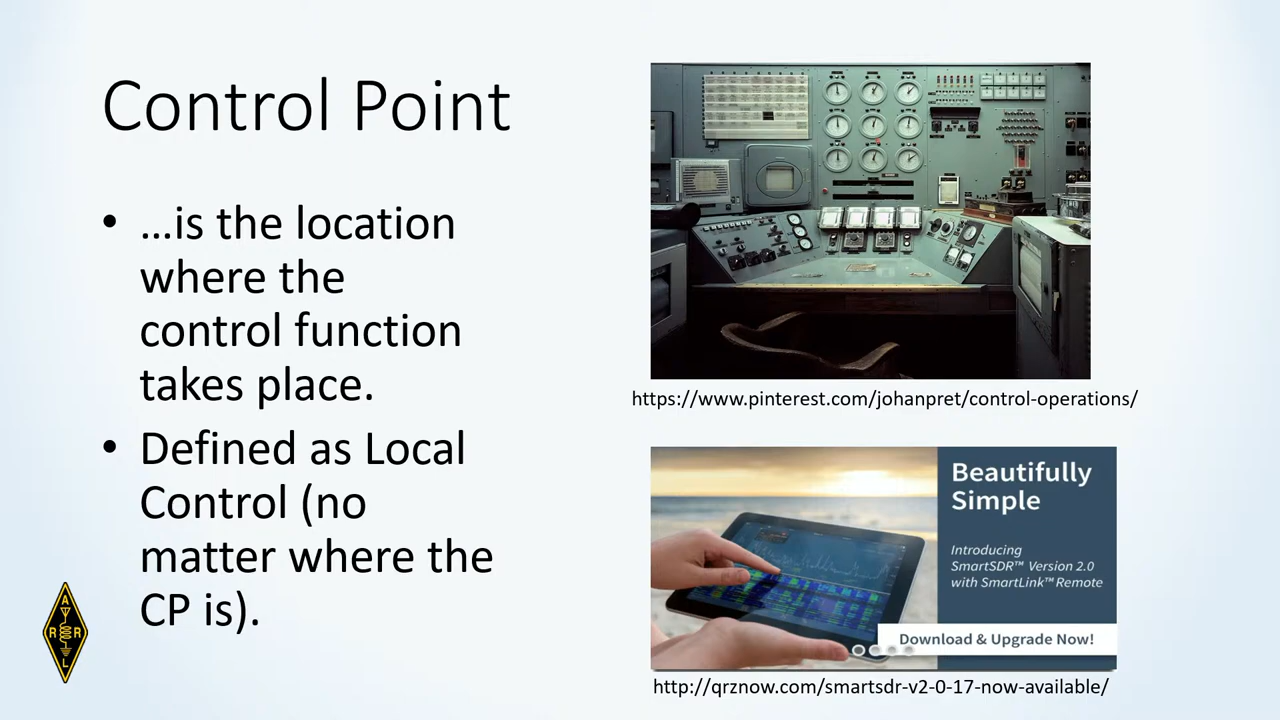 Control Point
• ...is the location
where the
control function
takes place.
• Defined as Local
Control (no
matter where the
CP is).
https://www.pinterest.com/johanpret/control-operations/
Beautifully
Simple
Introducing
SmartSDR™ Version 2.0
with SmartLink™ Remote
Download & Upgrade Now!
http://qrznow.com/smartsdr-v2-0-17-now-available/
A
R R
L